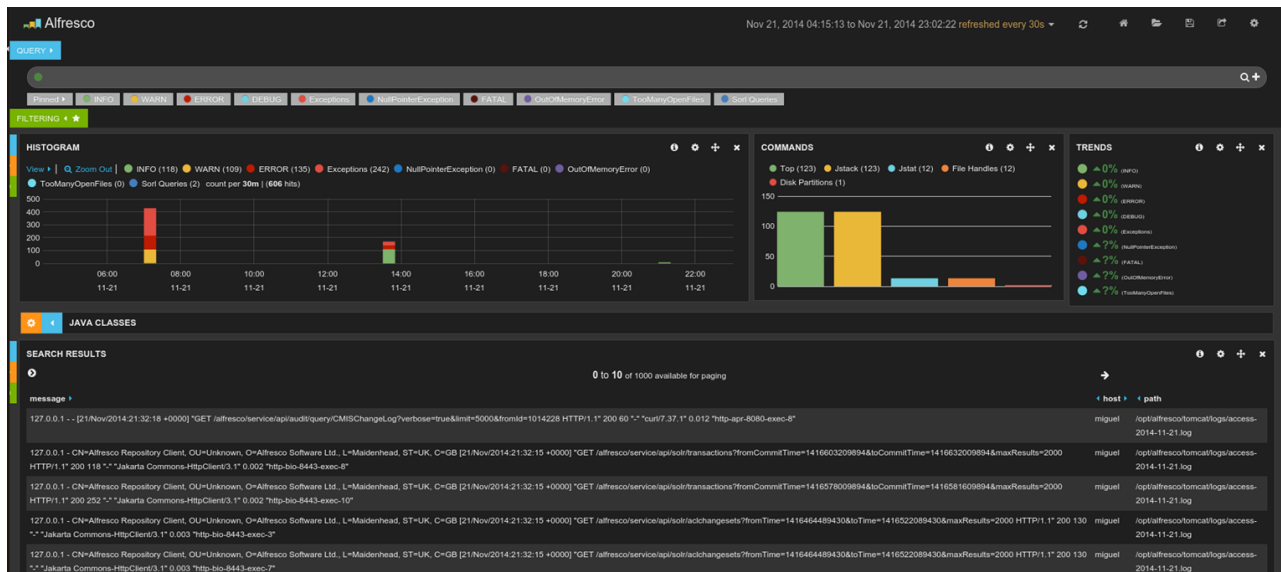 Alfresco
Nov 21, 2014 04:15:13 to Nov 21, 2014 23:02:22 refreshed every 30s
QUERY
Pinned INFO WARN ERROR DEBUG Exceptions NullPointerException FATAL OutOfMemoryError TooManyOpenFiles Sorl Queries
FILTERING
HISTOGRAM
View Zoom Out | INFO (118) WARN (109) ERROR (135) Exceptions (242) NullPointerException (0) FATAL (0) OutOfMemoryError (0)
TooManyOpenFiles (0) Sorl Queries (2) count per 30m | (606 hits)
500
400
300
200
100
0
06:00 08:00 10:00 12:00 14:00 16:00 18:00 20:00 22:00
11-21 11-21 11-21 11-21 11-21 11-21 11-21 11-21 11-21
COMMANDS
Top (123) Jstack (123) Jstat (12) File Handles (12)
Disk Partitions (1)
150
100
50
0
TRENDS
0% (INFO)
0% (WARN)
0% (ERROR)
0% (DEBUG)
0% (Exceptions)
?% (NullPointerException)
?% (FATAL)
?% (OutOfMemoryError)
?% (TooManyOpenFiles)
JAVA CLASSES
SEARCH RESULTS
0 to 10 of 1000 available for paging
message host path
127.0.0.1 - - [21/Nov/2014:21:32:18 +0000] "GET /alfresco/service/api/audit/query/CMISChangeLog?verbose=true&limit=5000&fromId=1014228 HTTP/1.1" 200 60 "-" "curl/7.37.1" 0.012 "http-apr-8080-exec-8" miguel /opt/alfresco/tomcat/logs/access-
2014-11-21.log
127.0.0.1 - CN=Alfresco Repository Client, OU=Unknown, O=Alfresco Software Ltd., L=Maidenhead, ST=UK, C=GB [21/Nov/2014:21:32:15 +0000] "GET /alfresco/service/api/solr/transactions?fromCommitTime=1416603209894&toCommitTime=1416632009894&maxResults=2000 miguel /opt/alfresco/tomcat/logs/access-
HTTP/1.1" 200 118 "-" "Jakarta Commons-HttpClient/3.1" 0.002 "http-bio-8443-exec-8" 2014-11-21.log
127.0.0.1 - CN=Alfresco Repository Client, OU=Unknown, O=Alfresco Software Ltd., L=Maidenhead, ST=UK, C=GB [21/Nov/2014:21:32:15 +0000] "GET /alfresco/service/api/solr/transactions?fromCommitTime=1416578009894&toCommitTime=1416581609894&maxResults=2000 miguel /opt/alfresco/tomcat/logs/access-
HTTP/1.1" 200 252 "-" "Jakarta Commons-HttpClient/3.1" 0.002 "http-bio-8443-exec-10" 2014-11-21.log
127.0.0.1 - CN=Alfresco Repository Client, OU=Unknown, O=Alfresco Software Ltd., L=Maidenhead, ST=UK, C=GB [21/Nov/2014:21:32:15 +0000] "GET /alfresco/service/api/solr/aclchangesets?fromTime=1416464489430&toTime=1416522089430&maxResults=2000 HTTP/1.1" 200 130 miguel /opt/alfresco/tomcat/logs/access-
"-" "Jakarta Commons-HttpClient/3.1" 0.003 "http-bio-8443-exec-3" 2014-11-21.log
127.0.0.1 - CN=Alfresco Repository Client, OU=Unknown, O=Alfresco Software Ltd., L=Maidenhead, ST=UK, C=GB [21/Nov/2014:21:32:15 +0000] "GET /alfresco/service/api/solr/aclchangesets?fromTime=1416464489430&toTime=1416522089430&maxResults=2000 HTTP/1.1" 200 130 miguel /opt/alfresco/tomcat/logs/access-
"-" "Jakarta Commons-HttpClient/3.1" 0.003 "http-bio-8443-exec-7" 2014-11-21.log